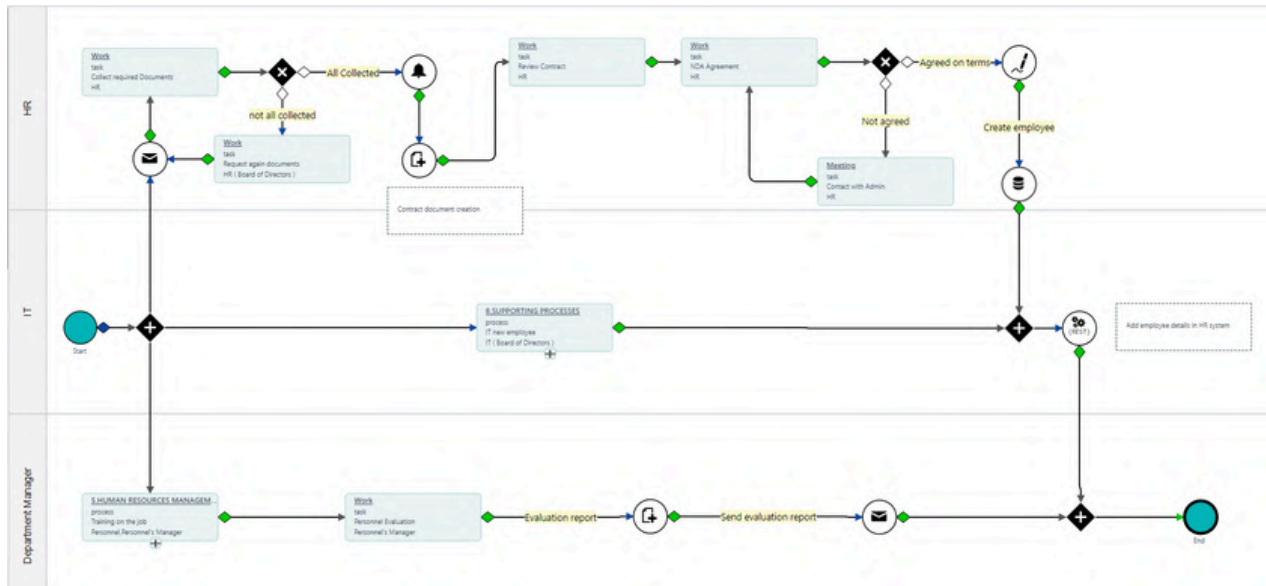 HR
Work
task
Collect required Documents
HR
All Collected
not all collected
Work
task
Request again documents
HR ( Board of Directors )
Contract document creation
Work
task
Review Contract
HR
Work
task
NDA Agreement
HR
Agreed on terms
Not agreed
Create employee
Meeting
task
Contact with Admin
HR
IT
Start
8.SUPPORTING PROCESSES
process
IT new employee
IT ( Board of Directors )
(REST)
Add employee details in HR system
Department Manager
5.HUMAN RESOURCES MANAGEM...
process
Training on the job
Personnel,Personnel's Manager
Work
task
Personnel Evaluation
Personnel's Manager
Evaluation report
Send evaluation report
End